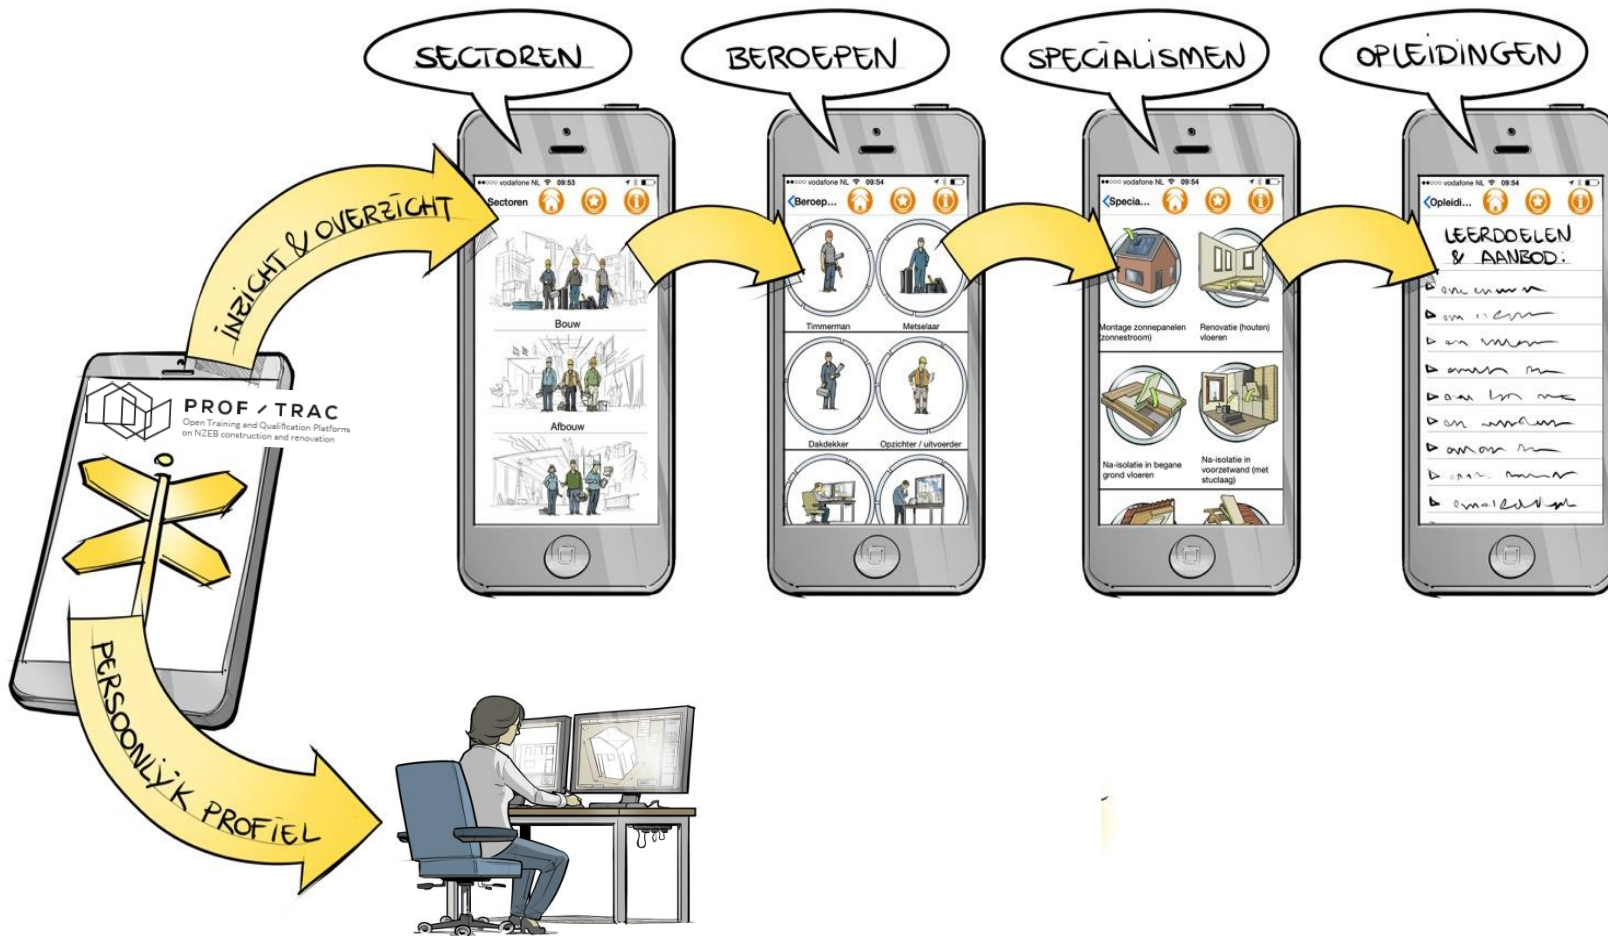 SECTOREN
BEROEPEN
SPECIALISMEN
OPLEIDINGEN
INZICHT & OVERZICHT
PROF / TRAC
Open Training and Qualification Platform
on NZEB construction and renovation
PERSOONLIJK PROFIEL
vodafone NL 09:53
Sectoren
Bouw
Afbouw
vodafone NL 09:54
Beroep...
Timmerman
Metselaar
Dakdekker
Opzichter / uitvoerder
vodafone NL 09:54
Specia...
Montage zonnepanelen
(zonnestroom)
Renovatie (houten)
vloeren
Na-isolatie in begane
grond vloeren
Na-isolatie in
voorzetwand (met
stuclaag)
vodafone NL 09:54
Opleidi...
LEERDOELEN
& AANBOD: